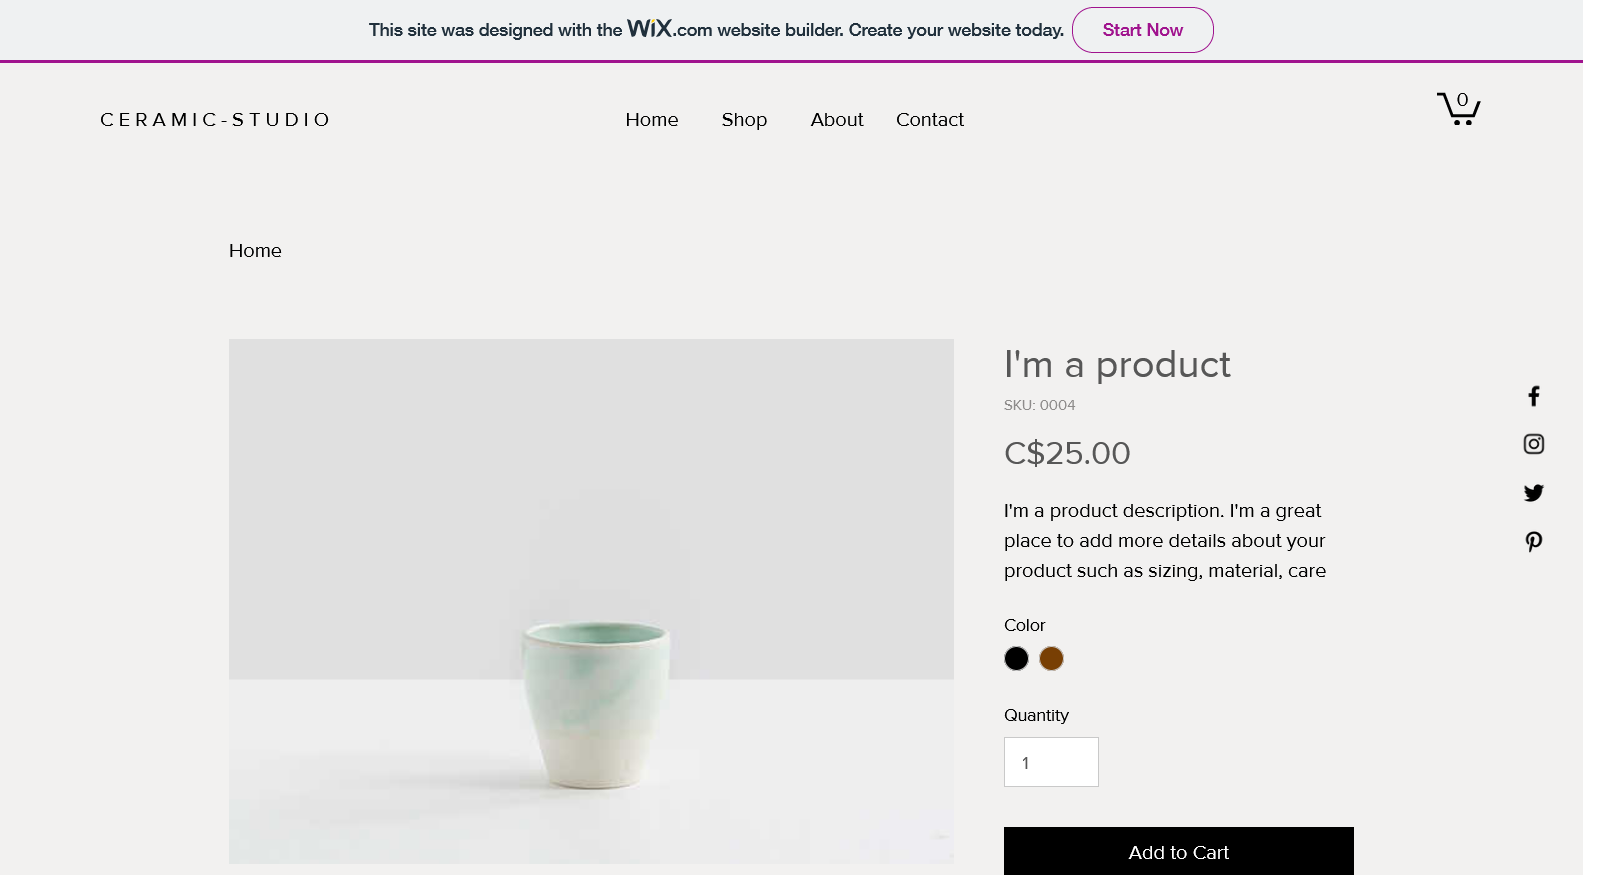 This site was designed with the WiX.com website builder. Create your website today. Start Now
CERAMIC-STUDIO
Home
Shop
About
Contact
0
Home
I'm a product
SKU: 0004
C$25.00
I'm a product description. I'm a great
place to add more details about your
product such as sizing, material, care
Color
Quantity
1
Add to Cart